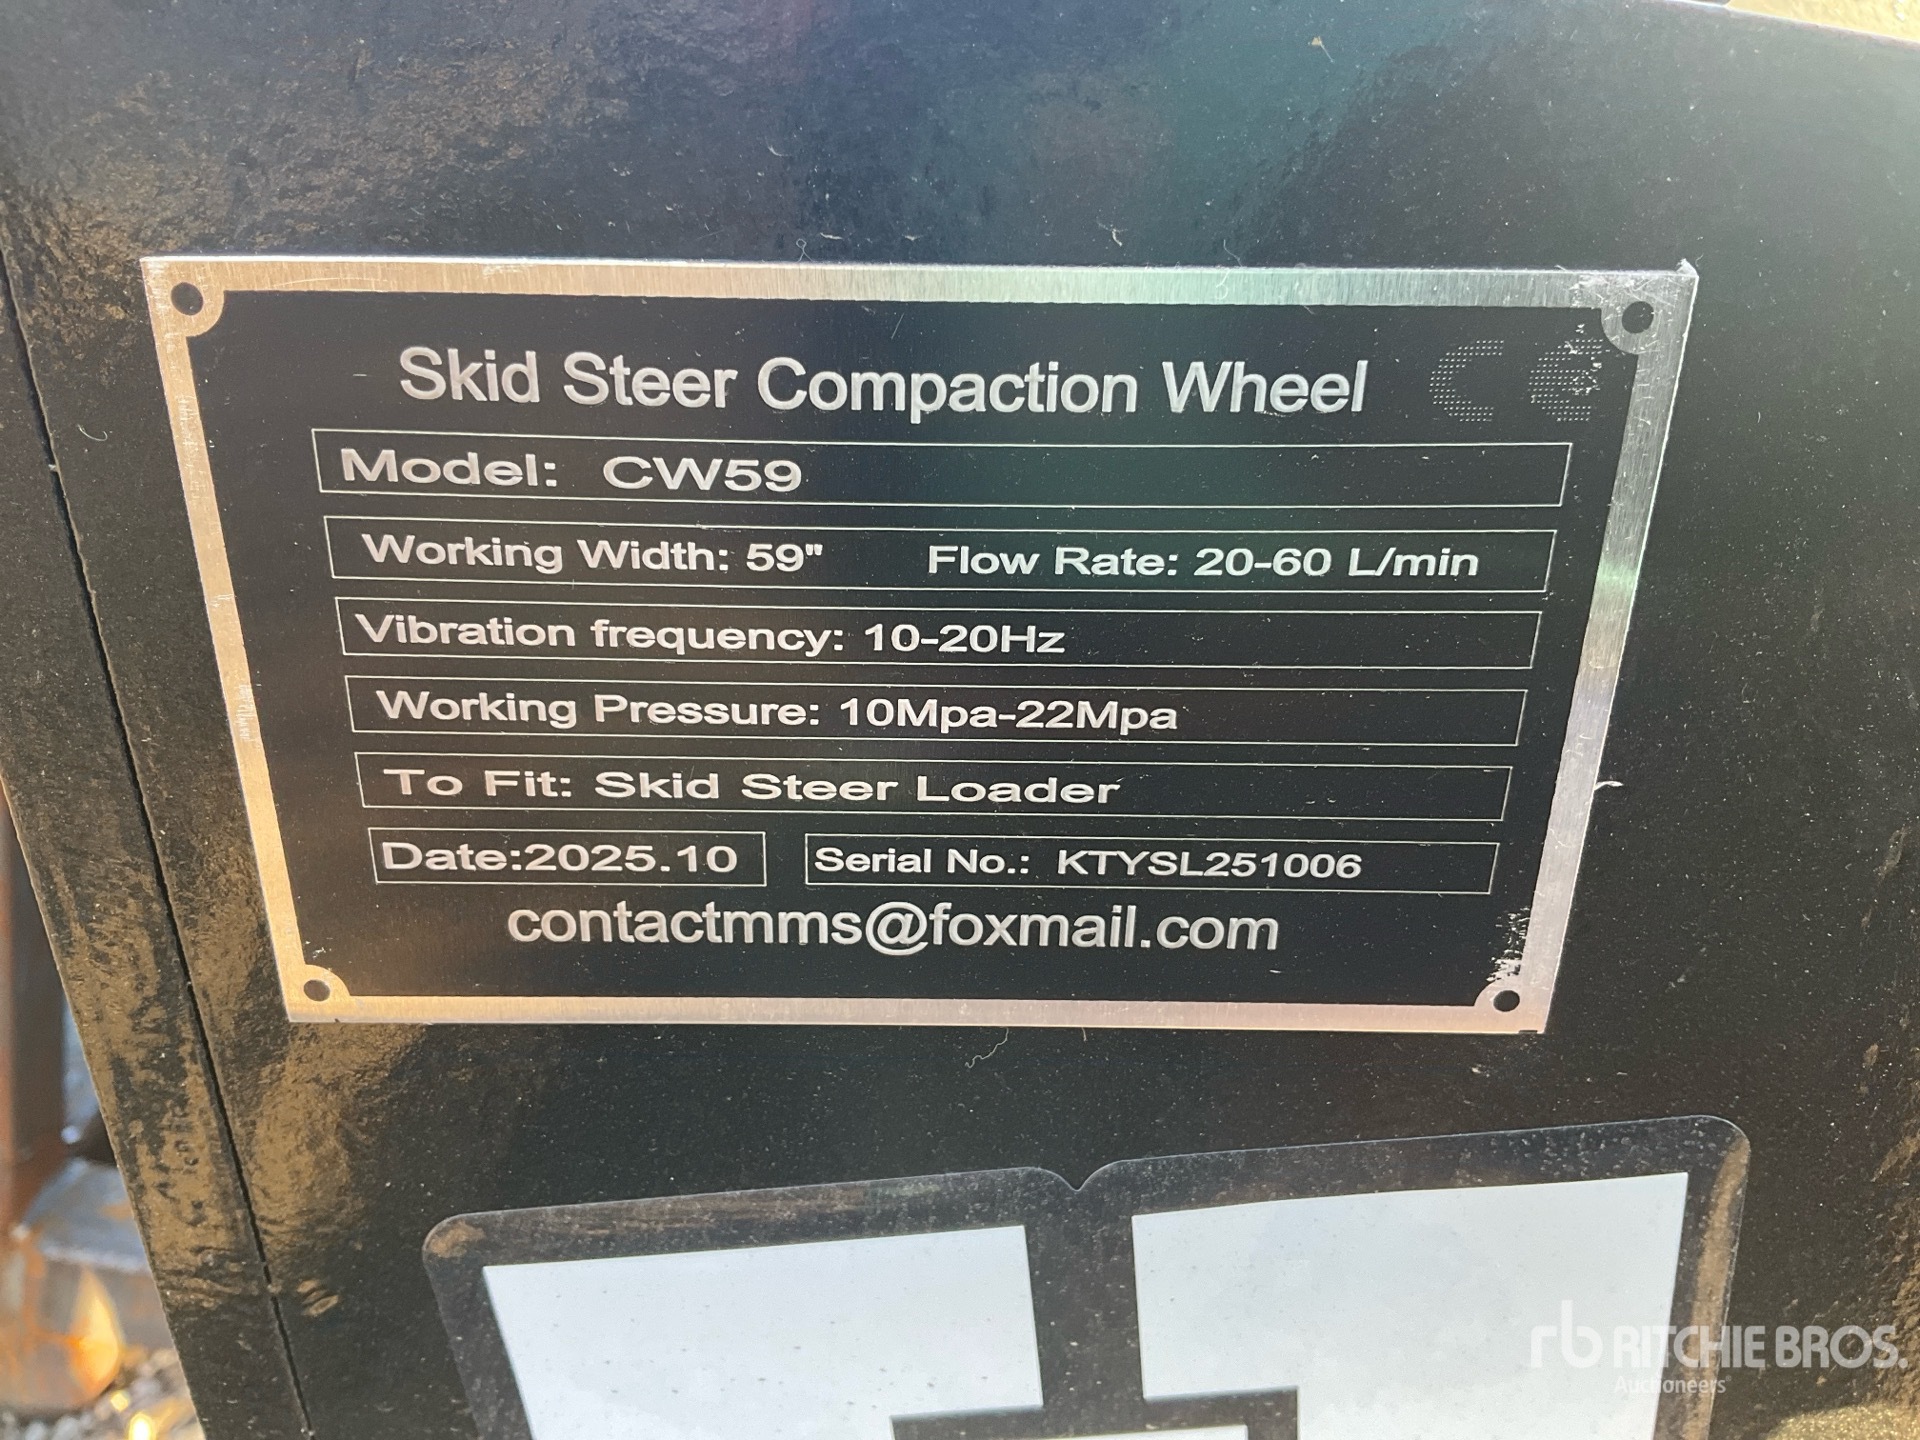 Skid Steer Compaction Wheel CE
Model: CW59
Working Width: 59" Flow Rate: 20-60 L/min
Vibration frequency: 10-20Hz
Working Pressure: 10Mpa-22Mpa
To Fit: Skid Steer Loader
Date:2025.10 Serial No.: KTYSL251006
contactmms@foxmail.com
rb RITCHIE BROS.
Auctioneers